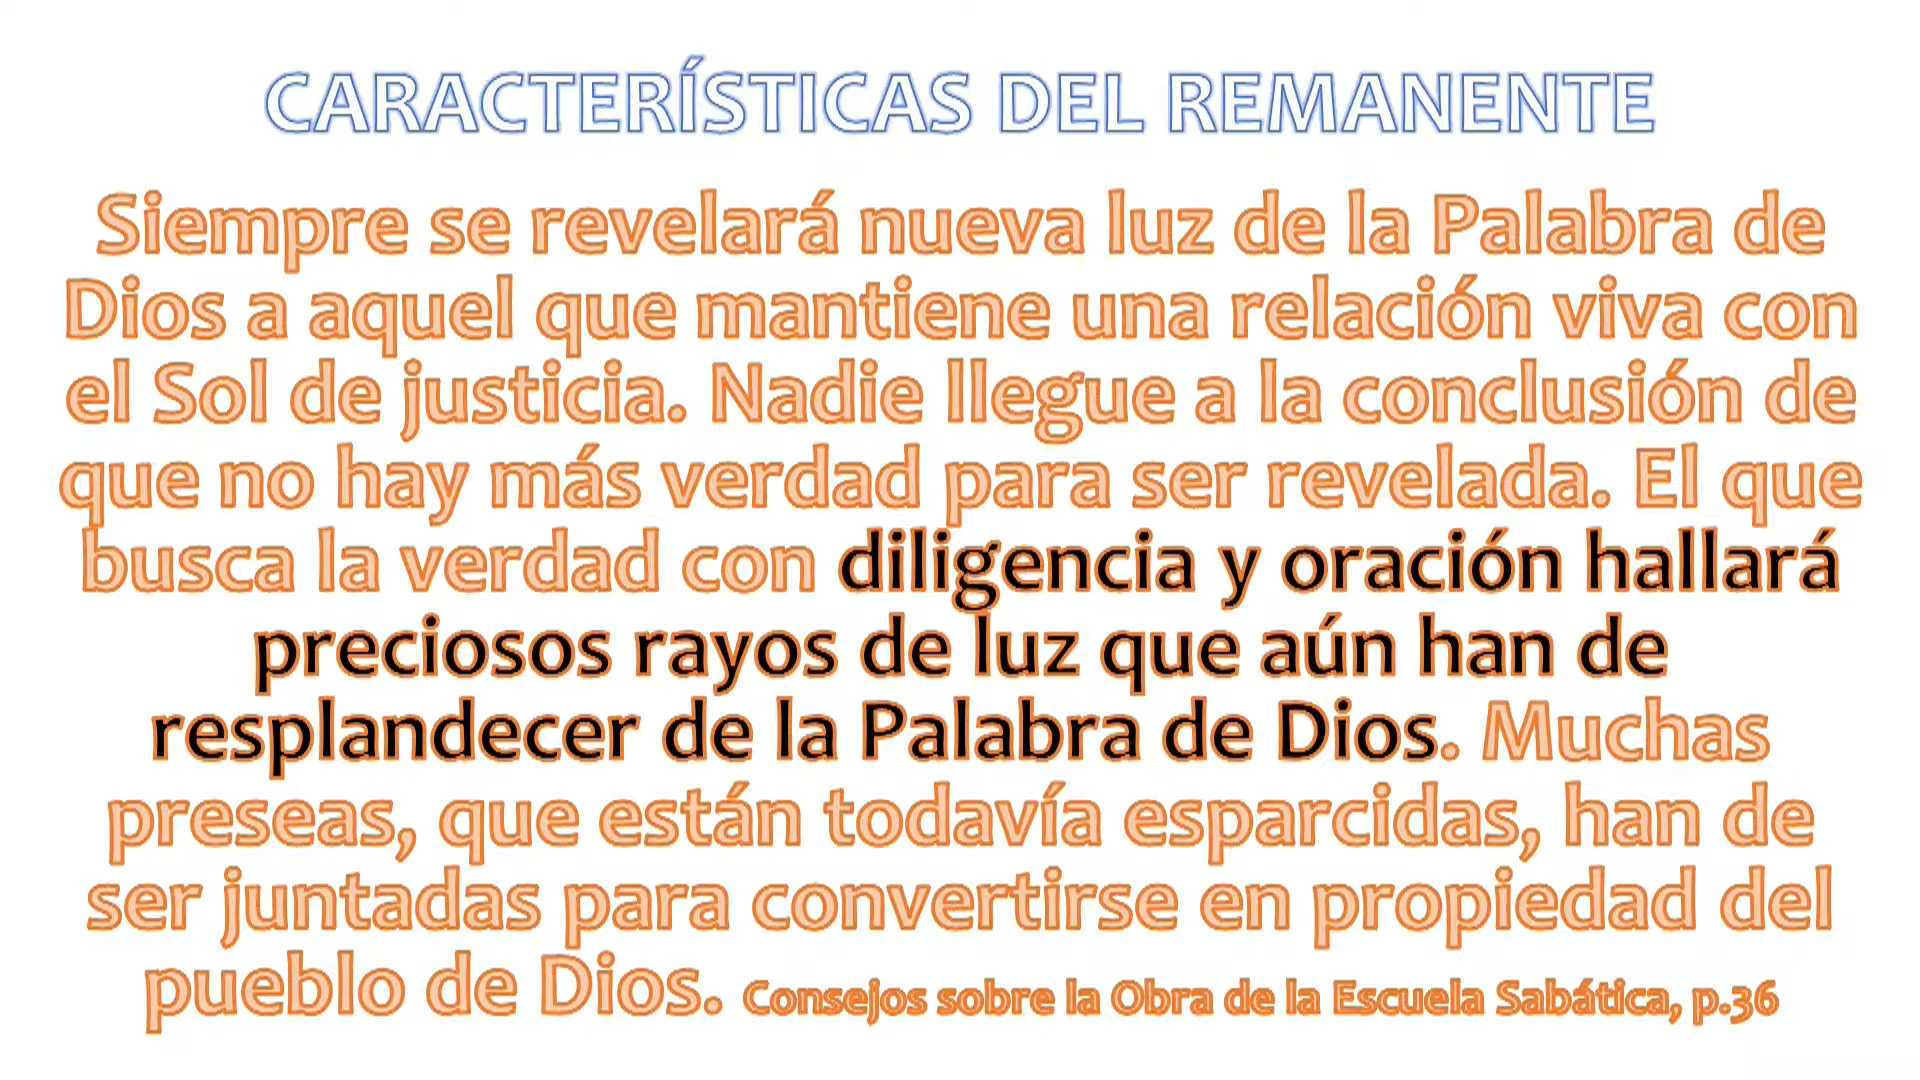 CARACTERÍSTICAS DEL REMANENTE
Siempre se revelará nueva luz de la Palabra de
Dios a aquel que mantiene una relación viva con
el Sol de justicia. Nadie llegue a la conclusión de
que no hay más verdad para ser revelada. El que
busca la verdad con diligencia y oración hallará
preciosos rayos de luz que aún han de
resplandecer de la Palabra de Dios. Muchas
preseas, que están todavía esparcidas, han de
ser juntadas para convertirse en propiedad del
pueblo de Dios. Consejos sobre la Obra de la Escuela Sabática, p.36